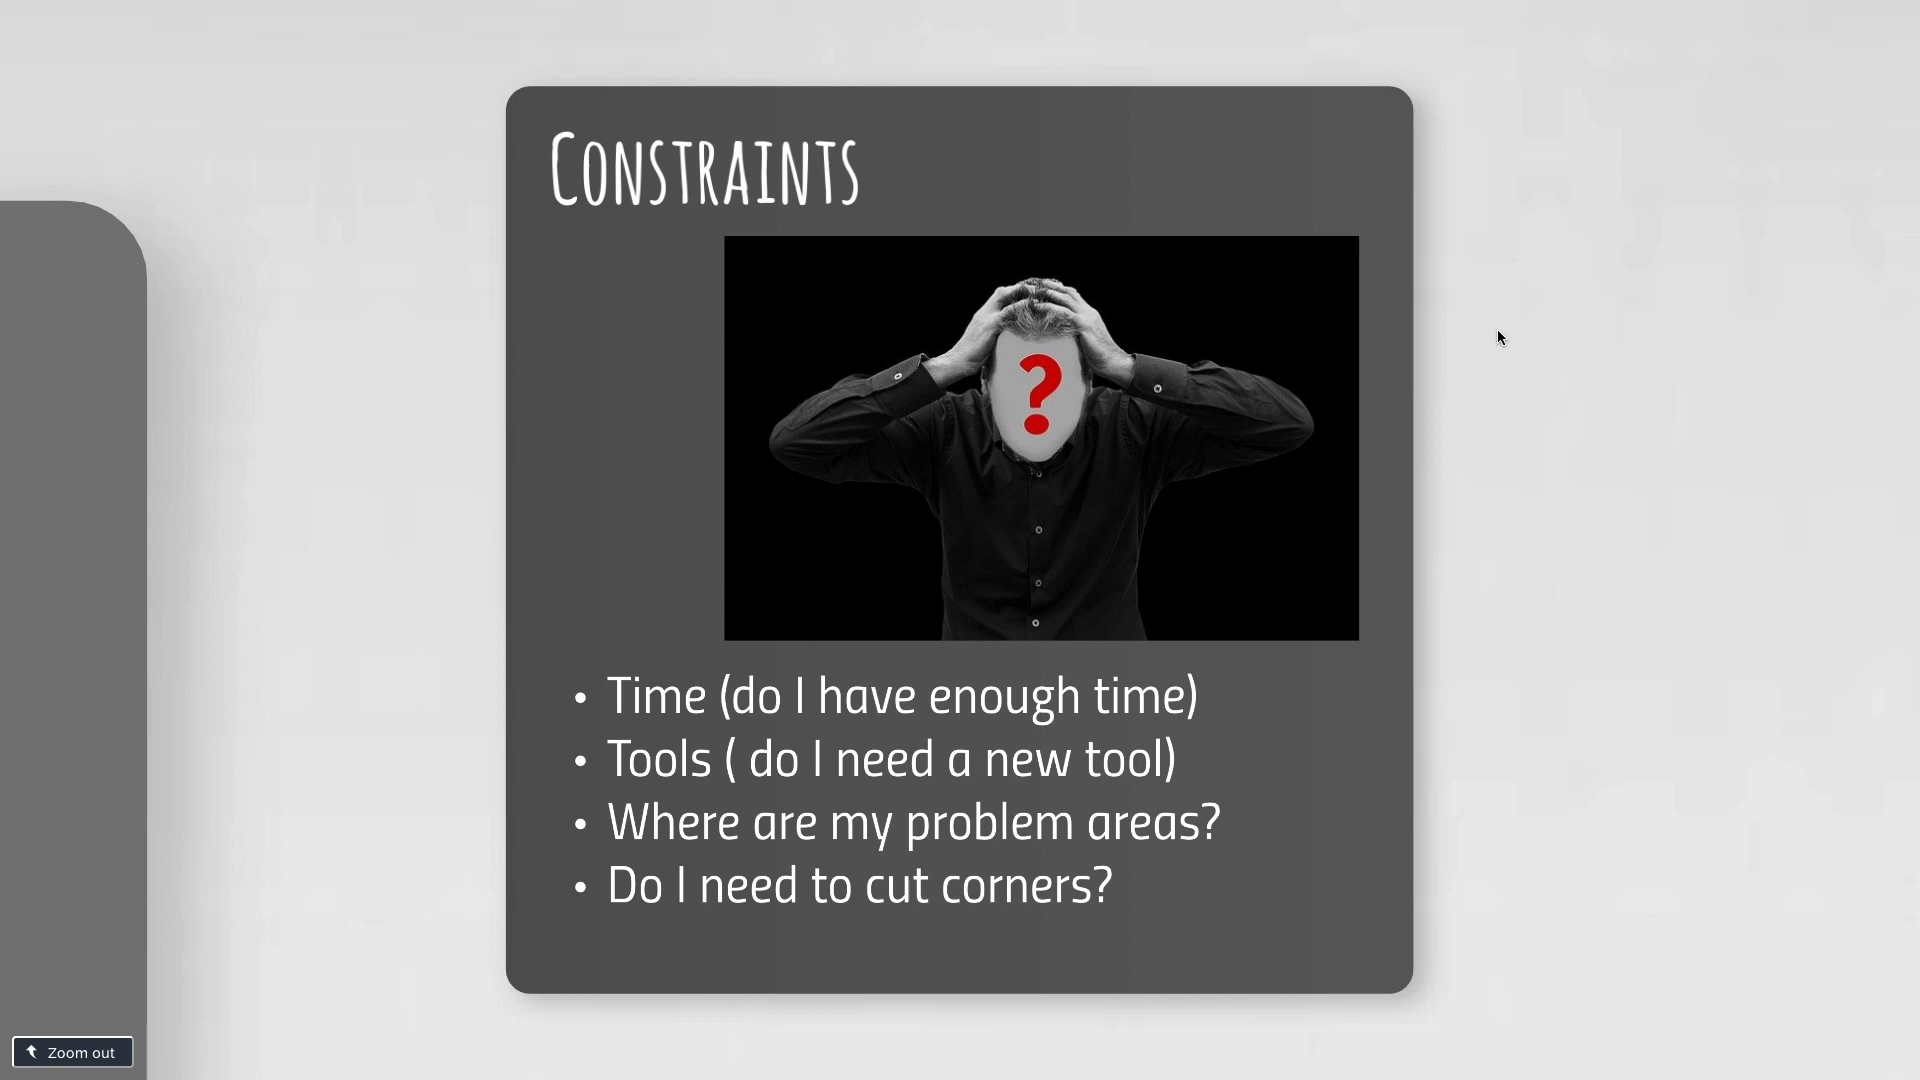 Constraints
?
• Time (do I have enough time)
• Tools ( do I need a new tool)
• Where are my problem areas?
• Do I need to cut corners?
Zoom out